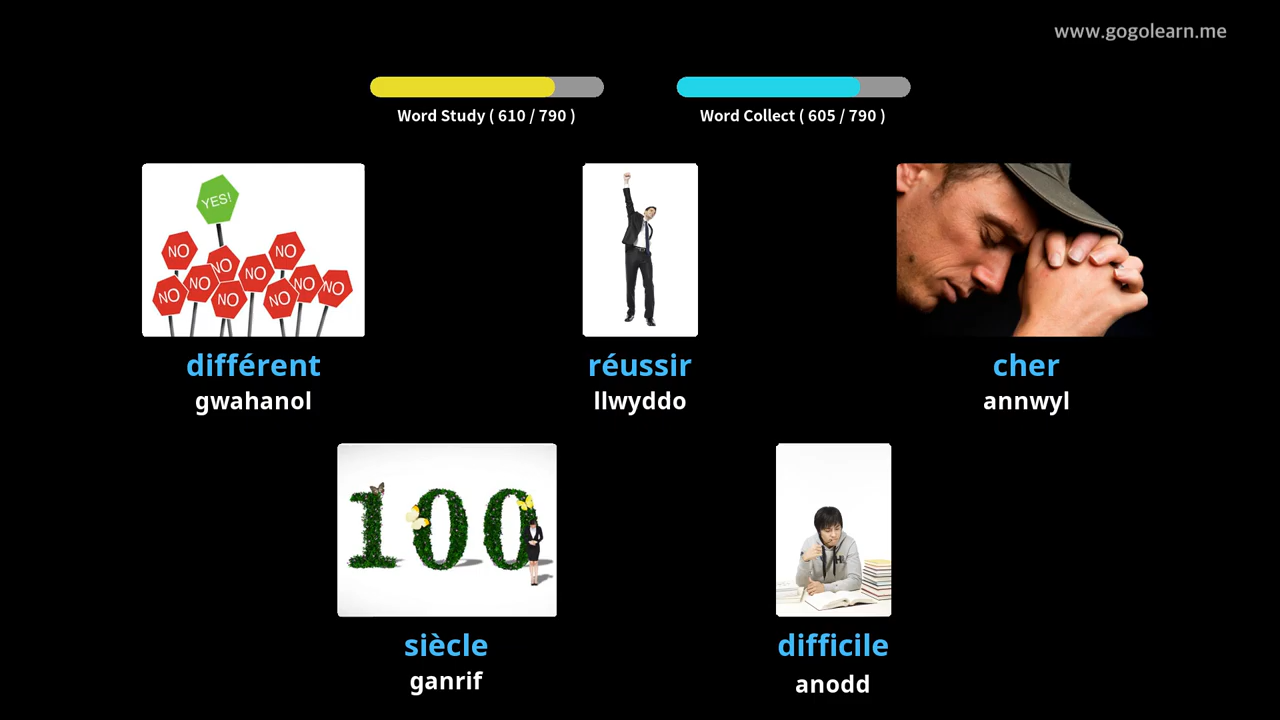 www.gogolearn.me
Word Study ( 610 / 790 )
Word Collect ( 605 / 790 )
YES!
NO
NO
NO
NO
NO
NO
NO
NO
NO
NO
différent
gwahanol
réussir
llwyddo
cher
annwyl
100
siècle
ganrif
difficile
anodd